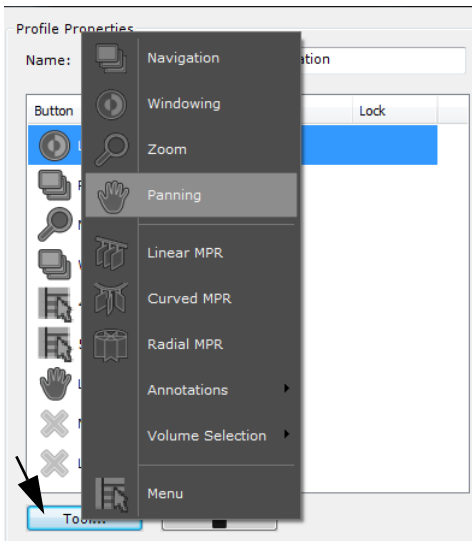 Profile Properties
Name:
ation
Button
Lock
Navigation
Windowing
Zoom
Panning
Linear MPR
Curved MPR
Radial MPR
Annotations
Volume Selection
Menu
Tool...